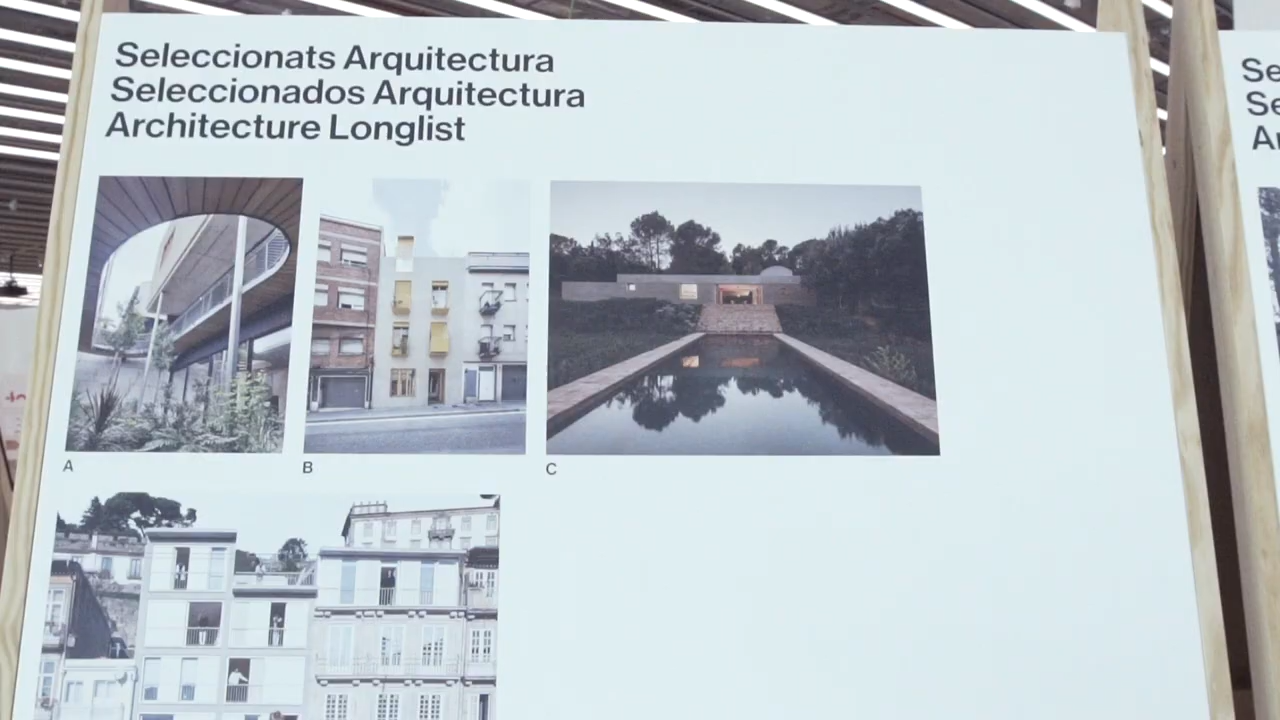 Seleccionats Arquitectura
Seleccionados Arquitectura
Architecture Longlist
A
B
C